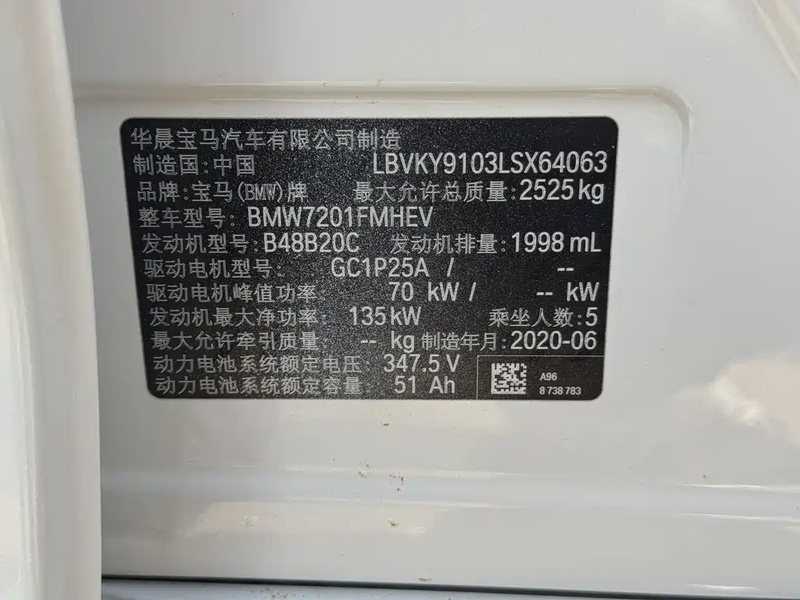 华晨宝马汽车有限公司制造
制造国:中国 LBVKY9103LSX64063
品牌:宝马(BMW)牌 最大允许总质量:2525kg
整车型号: BMW7201FMHEV
发动机型号: B48B20C 发动机排量: 1998 mL
驱动电机型号: GC1P25A / --
驱动电机峰值功率: 70 kW / -- kW
发动机最大净功率: 135 kW 乘坐人数: 5
最大允许牵引质量: -- kg 制造年月: 2020-06
动力电池系统额定电压: 347.5 V
动力电池系统额定容量: 51 Ah
A96
8 738 783